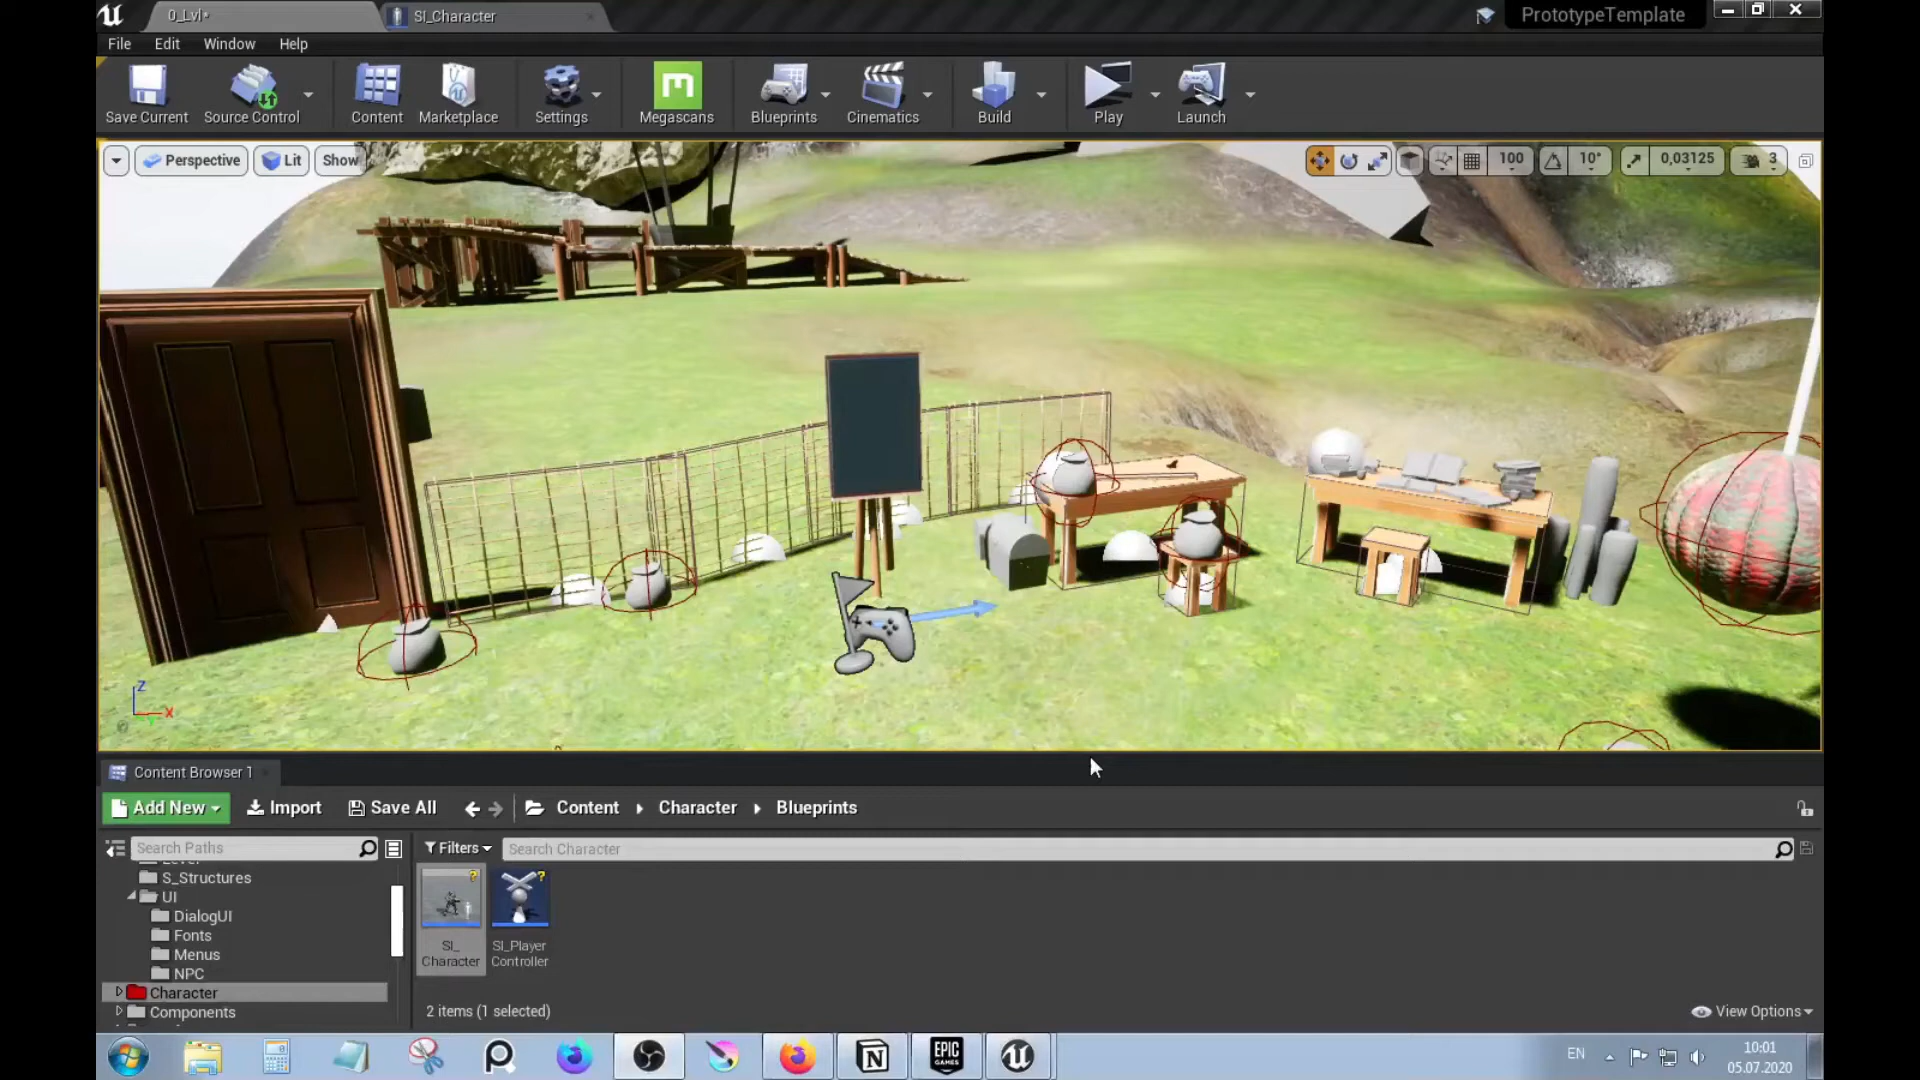 0_Lvl•
SI_Character
PrototypeTemplate
File
Edit
Window
Help
Save Current
Source Control
Content
Marketplace
Settings
Megascans
Blueprints
Cinematics
Build
Play
Launch
Perspective
Lit
Show
100
10°
0,03125
3
Z
X
Content Browser 1
Add New
Import
Save All
Content
Character
Blueprints
Search Paths
Filters
Search Character
S_Structures
UI
DialogUI
Fonts
Menus
NPC
Character
Components
SI_
Character
SI_Player
Controller
2 items (1 selected)
View Options
EPIC
GAMES
EN
10:01
05.07.2020